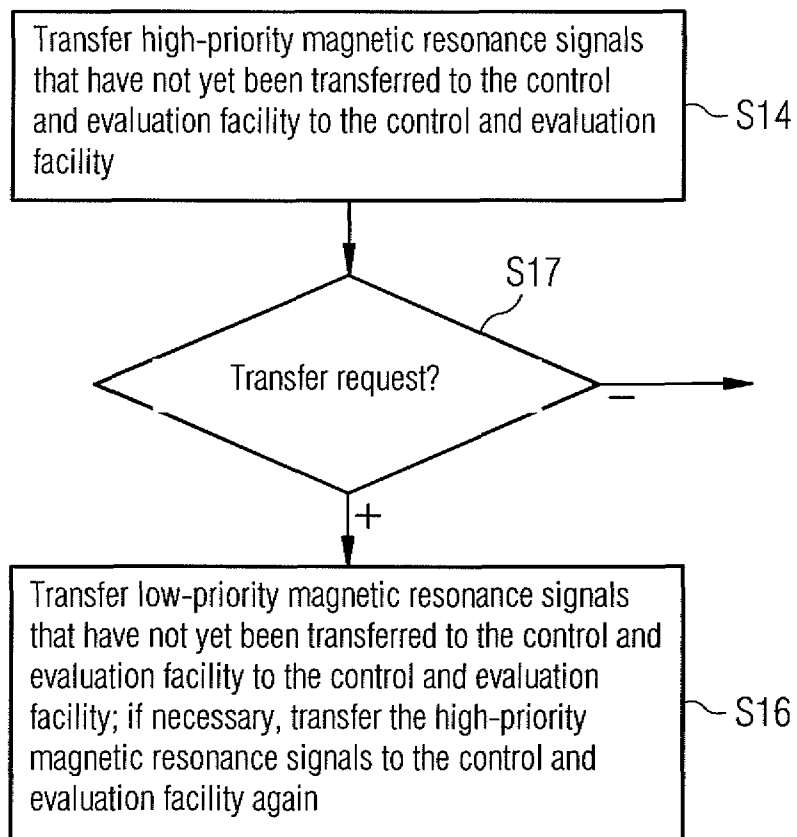 Transfer high-priority magnetic resonance signals
that have not yet been transferred to the control
and evaluation facility to the control and evaluation
facility
S14
S17
Transfer request?
–
+
Transfer low-priority magnetic resonance signals
that have not yet been transferred to the control and
evaluation facility to the control and evaluation
facility; if necessary, transfer the high-priority
magnetic resonance signals to the control and
evaluation facility again
S16